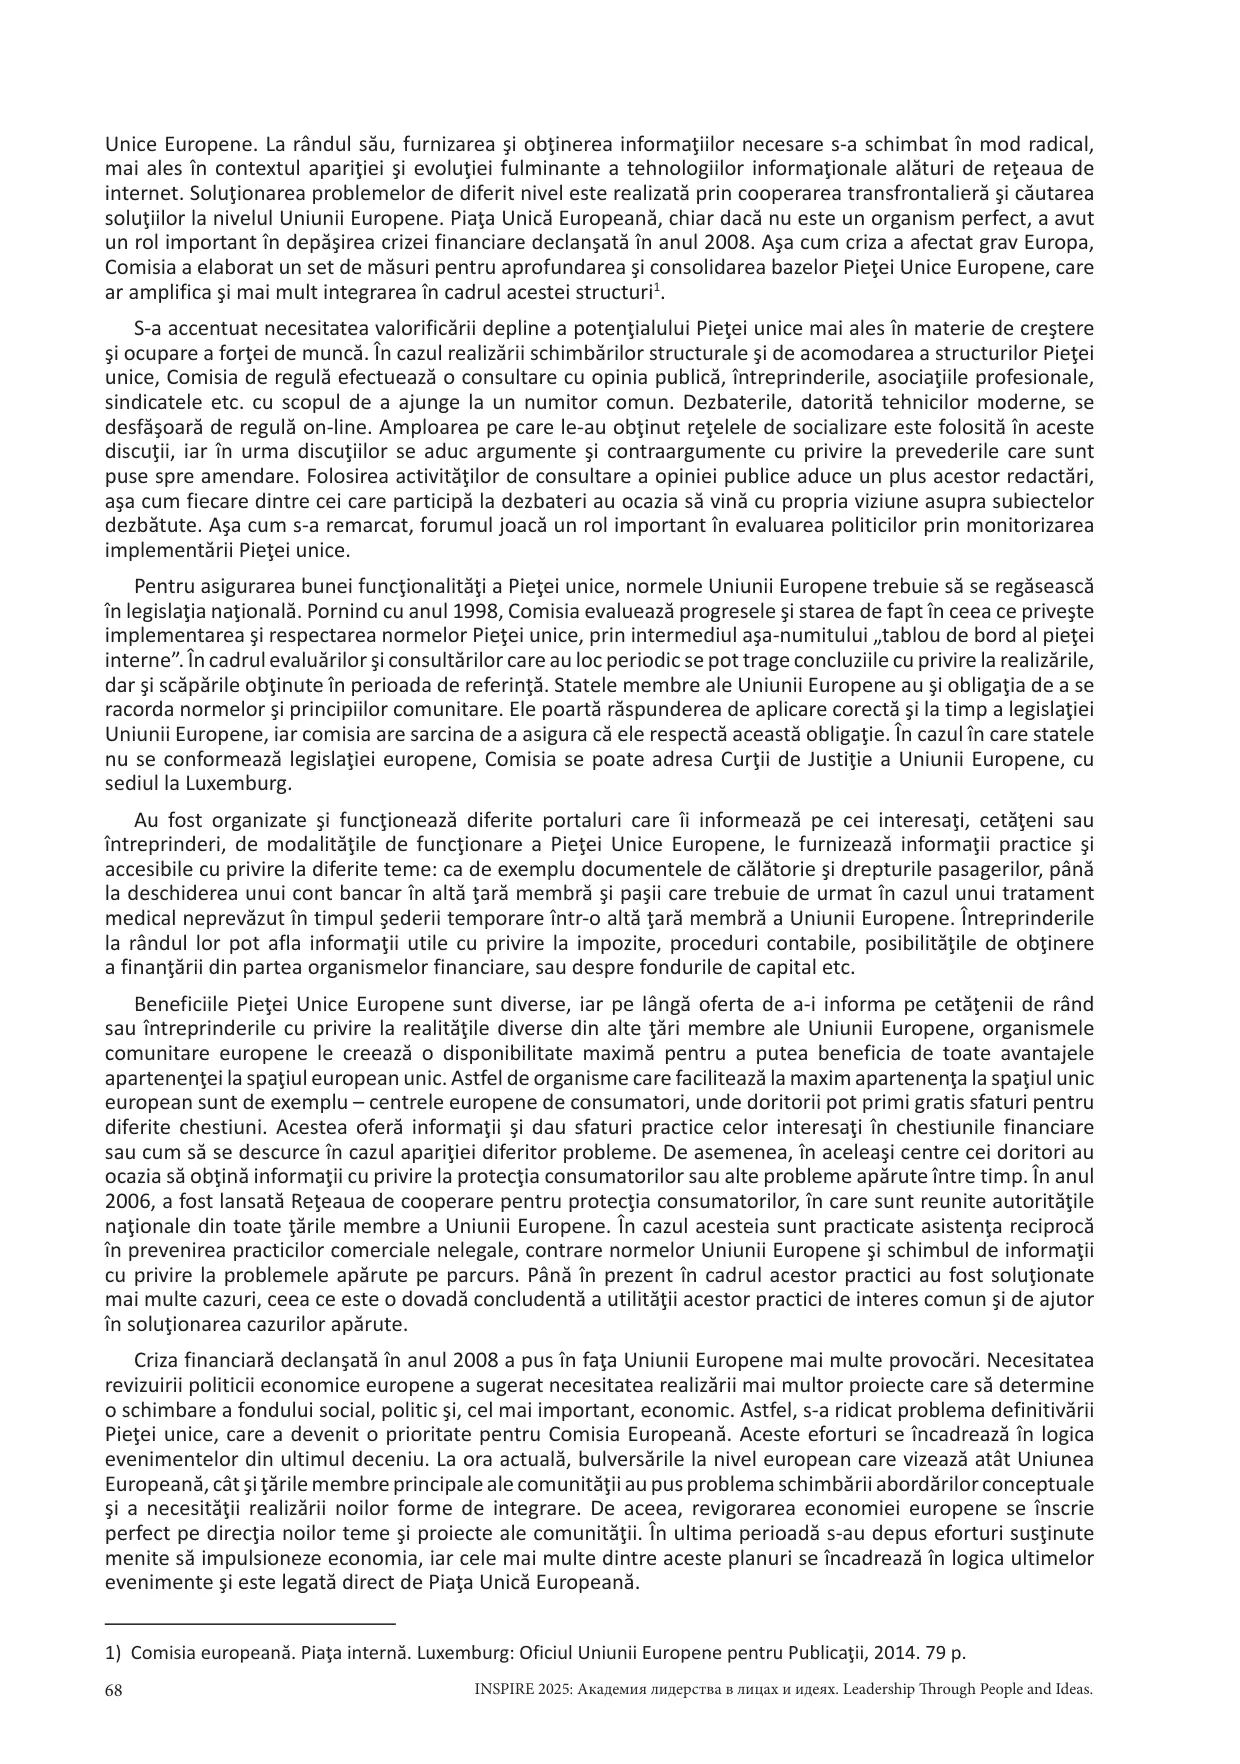 Unice Europene. La rândul său, furnizarea şi obţinerea informaţiilor necesare s-a schimbat în mod radical,
mai ales în contextul apariţiei şi evoluţiei fulminante a tehnologiilor informaţionale alături de reţeaua de
internet. Soluţionarea problemelor de diferit nivel este realizată prin cooperarea transfrontalieră şi căutarea
soluţiilor la nivelul Uniunii Europene. Piaţa Unică Europeană, chiar dacă nu este un organism perfect, a avut
un rol important în depăşirea crizei financiare declanşată în anul 2008. Aşa cum criza a afectat grav Europa,
Comisia a elaborat un set de măsuri pentru aprofundarea şi consolidarea bazelor Pieţei Unice Europene, care
ar amplifica şi mai mult integrarea în cadrul acestei structuri¹.
S-a accentuat necesitatea valorificării depline a potenţialului Pieţei unice mai ales în materie de creştere
şi ocupare a forţei de muncă. În cazul realizării schimbărilor structurale şi de acomodarea a structurilor Pieţei
unice, Comisia de regulă efectuează o consultare cu opinia publică, întreprinderile, asociaţiile profesionale,
sindicatele etc. cu scopul de a ajunge la un numitor comun. Dezbaterile, datorită tehnicilor moderne, se
desfăşoară de regulă on-line. Amploarea pe care le-au obţinut reţelele de socializare este folosită în aceste
discuţii, iar în urma discuţiilor se aduc argumente şi contraargumente cu privire la prevederile care sunt
puse spre amendare. Folosirea activităţilor de consultare a opiniei publice aduce un plus acestor redactări,
aşa cum fiecare dintre cei care participă la dezbateri au ocazia să vină cu propria viziune asupra subiectelor
dezbătute. Aşa cum s-a remarcat, forumul joacă un rol important în evaluarea politicilor prin monitorizarea
implementării Pieţei unice.
Pentru asigurarea bunei funcţionalităţi a Pieţei unice, normele Uniunii Europene trebuie să se regăsească
în legislaţia naţională. Pornind cu anul 1998, Comisia evaluează progresele şi starea de fapt în ceea ce priveşte
implementarea şi respectarea normelor Pieţei unice, prin intermediul aşa-numitului „tablou de bord al pieţei
interne”. În cadrul evaluărilor şi consultărilor care au loc periodic se pot trage concluziile cu privire la realizările,
dar şi scăpările obţinute în perioada de referinţă. Statele membre ale Uniunii Europene au şi obligaţia de a se
racorda normelor şi principiilor comunitare. Ele poartă răspunderea de aplicare corectă şi la timp a legislaţiei
Uniunii Europene, iar comisia are sarcina de a asigura că ele respectă această obligaţie. În cazul în care statele
nu se conformează legislaţiei europene, Comisia se poate adresa Curţii de Justiţie a Uniunii Europene, cu
sediul la Luxemburg.
Au fost organizate şi funcţionează diferite portaluri care îi informează pe cei interesaţi, cetăţeni sau
întreprinderi, de modalităţile de funcţionare a Pieţei Unice Europene, le furnizează informaţii practice şi
accesibile cu privire la diferite teme: ca de exemplu documentele de călătorie şi drepturile pasagerilor, până
la deschiderea unui cont bancar în altă ţară membră şi paşii care trebuie de urmat în cazul unui tratament
medical neprevăzut în timpul şederii temporare într-o altă ţară membră a Uniunii Europene. Întreprinderile
la rândul lor pot afla informaţii utile cu privire la impozite, proceduri contabile, posibilităţile de obţinere
a finanţării din partea organismelor financiare, sau despre fondurile de capital etc.
Beneficiile Pieţei Unice Europene sunt diverse, iar pe lângă oferta de a-i informa pe cetăţenii de rând
sau întreprinderile cu privire la realităţile diverse din alte ţări membre ale Uniunii Europene, organismele
comunitare europene le creează o disponibilitate maximă pentru a putea beneficia de toate avantajele
apartenenţei la spaţiul european unic. Astfel de organisme care facilitează la maxim apartenenţa la spaţiul unic
european sunt de exemplu – centrele europene de consumatori, unde doritorii pot primi gratis sfaturi pentru
diferite chestiuni. Acestea oferă informaţii şi dau sfaturi practice celor interesaţi în chestiunile financiare
sau cum să se descurce în cazul apariţiei diferitor probleme. De asemenea, în aceleaşi centre cei doritori au
ocazia să obţină informaţii cu privire la protecţia consumatorilor sau alte probleme apărute între timp. În anul
2006, a fost lansată Reţeaua de cooperare pentru protecţia consumatorilor, în care sunt reunite autorităţile
naţionale din toate ţările membre a Uniunii Europene. În cazul acesteia sunt practicate asistenţa reciprocă
în prevenirea practicilor comerciale nelegale, contrare normelor Uniunii Europene şi schimbul de informaţii
cu privire la problemele apărute pe parcurs. Până în prezent în cadrul acestor practici au fost soluţionate
mai multe cazuri, ceea ce este o dovadă concludentă a utilităţii acestor practici de interes comun şi de ajutor
în soluţionarea cazurilor apărute.
Criza financiară declanşată în anul 2008 a pus în faţa Uniunii Europene mai multe provocări. Necesitatea
revizuirii politicii economice europene a sugerat necesitatea realizării mai multor proiecte care să determine
o schimbare a fondului social, politic şi, cel mai important, economic. Astfel, s-a ridicat problema definitivării
Pieţei unice, care a devenit o prioritate pentru Comisia Europeană. Aceste eforturi se încadrează în logica
evenimentelor din ultimul deceniu. La ora actuală, bulversările la nivel european care vizează atât Uniunea
Europeană, cât şi ţările membre principale ale comunităţii au pus problema schimbării abordărilor conceptuale
şi a necesităţii realizării noilor forme de integrare. De aceea, revigorarea economiei europene se înscrie
perfect pe direcţia noilor teme şi proiecte ale comunităţii. În ultima perioadă s-au depus eforturi susţinute
menite să impulsioneze economia, iar cele mai multe dintre aceste planuri se încadrează în logica ultimelor
evenimente şi este legată direct de Piaţa Unică Europeană.
1) Comisia europeană. Piaţa internă. Luxemburg: Oficiul Uniunii Europene pentru Publicaţii, 2014. 79 p.
68 INSPIRE 2025: Академия лидерства в лицах и идеях. Leadership Through People and Ideas.